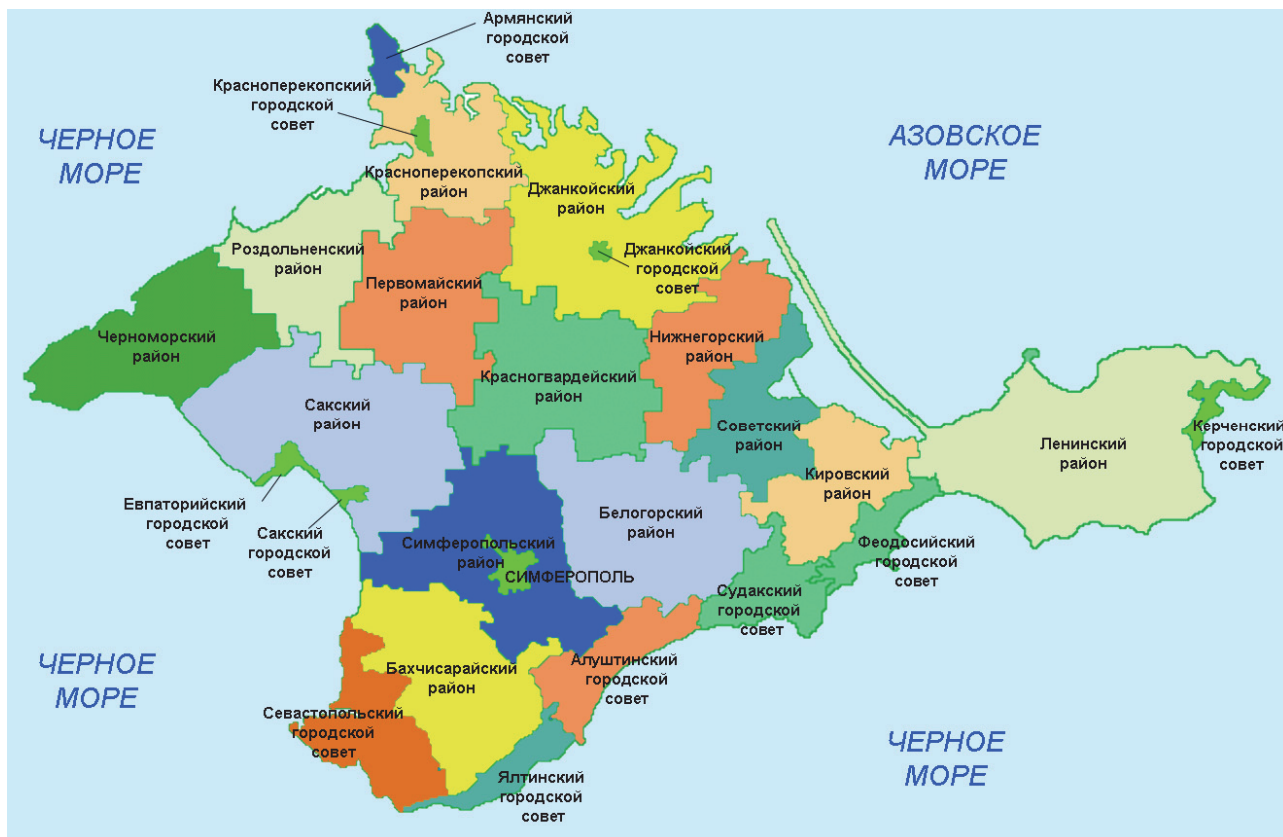 Армянский
городской
совет
Красноперекопский
городской
совет
ЧЕРНОЕ
МОРЕ
АЗОВСКОЕ
МОРЕ
Красноперекопский
район
Джанкойский
район
Роздольненский
район
Джанкойский
городской
совет
Первомайский
район
Черноморский
район
Нижнегорский
район
Красногвардейский
район
Сакский
район
Советский
район
Ленинский
район
Керченский
городской
совет
Кировский
район
Евпаторийский
городской
совет
Сакский
городской
совет
Белогорский
район
Симферопольский
район
СИМФЕРОПОЛЬ
Феодосийский
городской
совет
Судакский
городской
совет
ЧЕРНОЕ
МОРЕ
Бахчисарайский
район
Алуштинский
городской
совет
Севастопольский
городской
совет
ЧЕРНОЕ
МОРЕ
Ялтинский
городской
совет